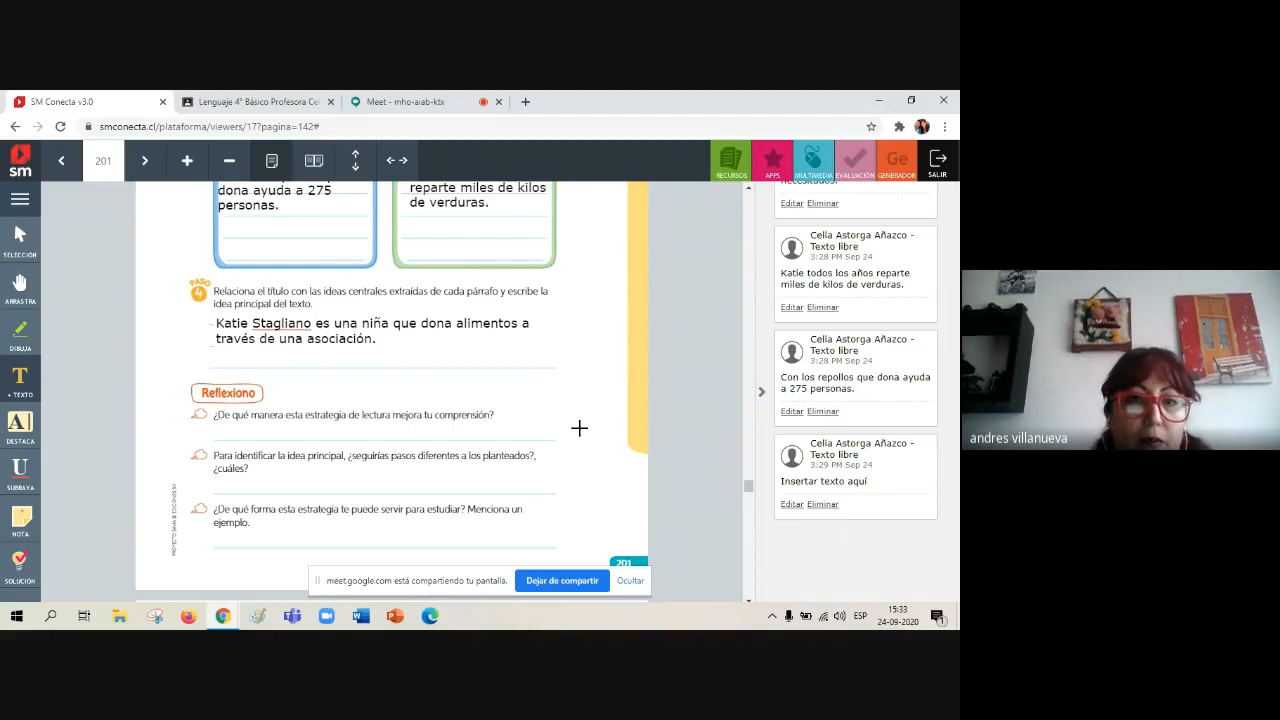 SM Conecta v3.0
Lenguaje 4° Básico Profesora Ce
Meet - mho-aiab-ktx
smconecta.cl/plataforma/viewers/17?pagina=142#
sm
201
RECURSOS
APPS
MULTIMEDIA
EVALUACIÓN
Ge
GENERADOR
SALIR
SELECCIÓN
ARRASTRA
DIBUJA
T
+ TEXTO
A
DESTACA
U
SUBRAYA
NOTA
SOLUCIÓN
dona ayuda a 275
personas.
reparte miles de kilos
de verduras.
PASO
4
Relaciona el título con las ideas centrales extraídas de cada párrafo y escribe la
idea principal del texto.
Katie Stagliano es una niña que dona alimentos a
través de una asociación.
Reflexiono
¿De qué manera esta estrategia de lectura mejora tu comprensión?
Para identificar la idea principal, ¿seguirías pasos diferentes a los planteados?,
¿cuáles?
¿De qué forma esta estrategia te puede servir para estudiar? Menciona un
ejemplo.
201
meet.google.com está compartiendo tu pantalla.
Dejar de compartir
Ocultar
necesitados.
Editar Eliminar
Celia Astorga Añazco -
Texto libre
3:28 PM Sep 24
Katie todos los años reparte
miles de kilos de verduras.
Editar Eliminar
Celia Astorga Añazco -
Texto libre
3:28 PM Sep 24
Con los repollos que dona ayuda
a 275 personas.
Editar Eliminar
Celia Astorga Añazco -
Texto libre
3:29 PM Sep 24
Insertar texto aquí
Editar Eliminar
andres villanueva
ESP
15:33
24-09-2020
1